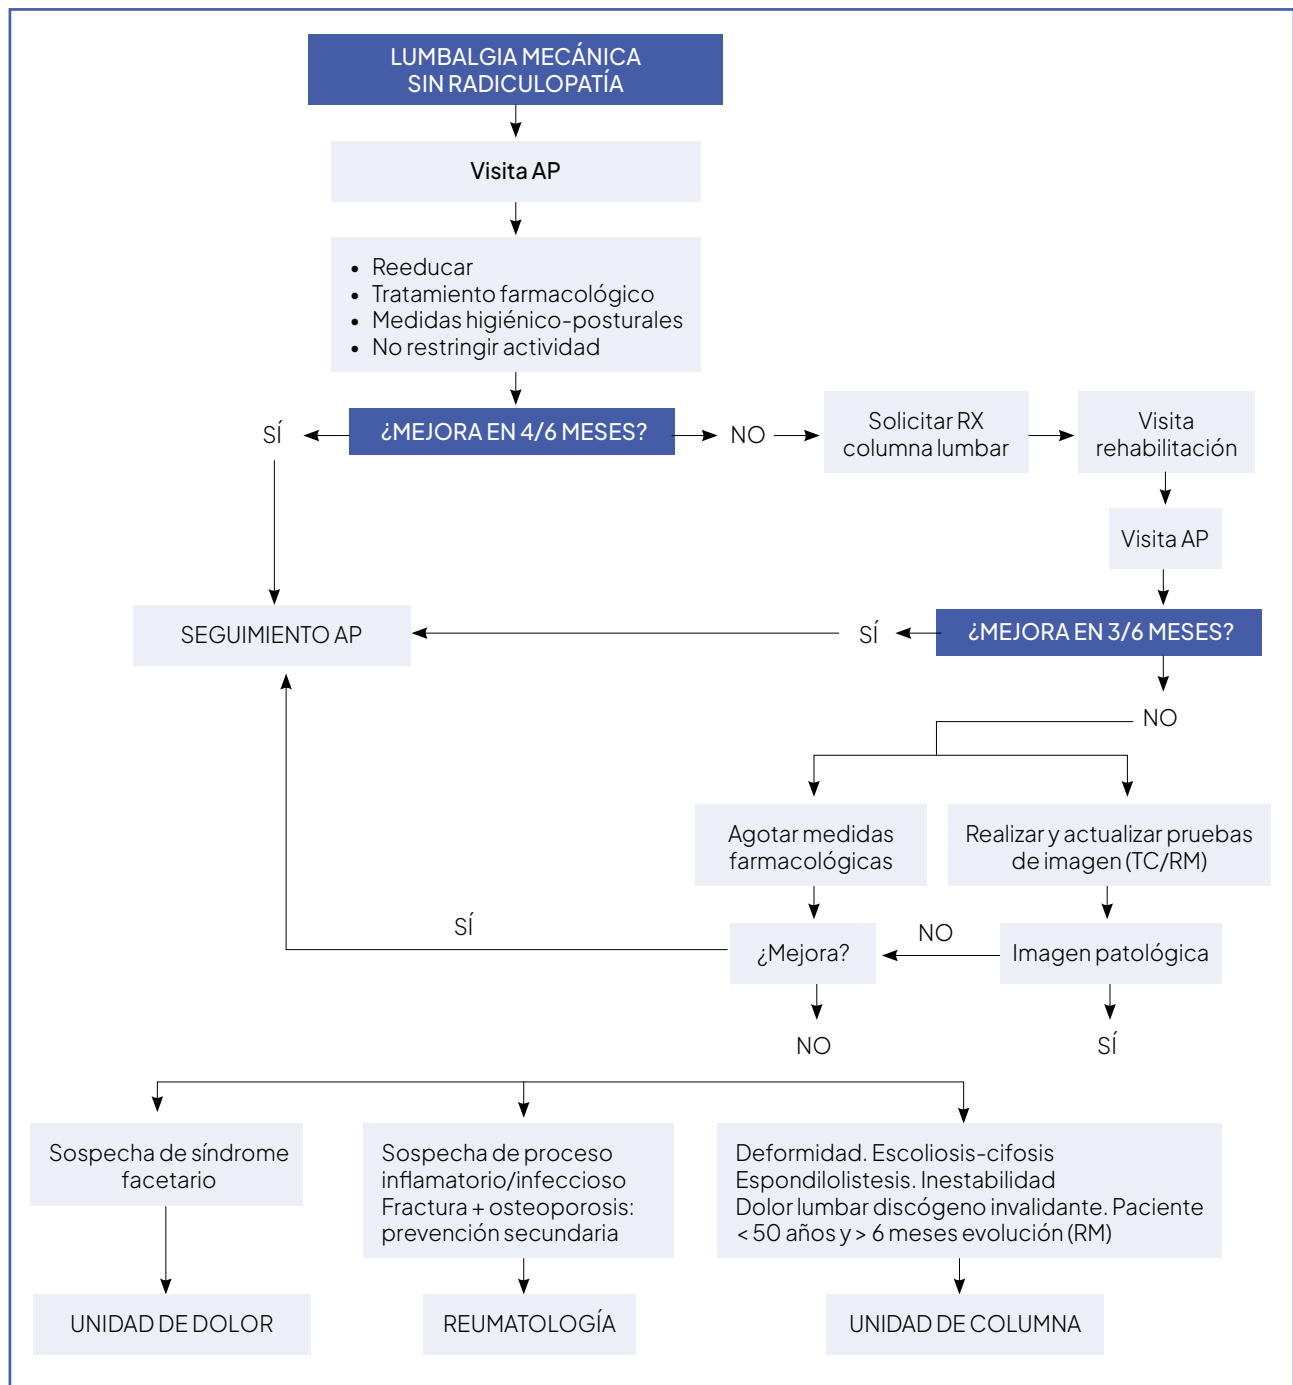 LUMBALGIA MECÁNICA
SIN RADICULOPATÍA
Visita AP
• Reeducar
• Tratamiento farmacológico
• Medidas higiénico-posturales
• No restringir actividad
SÍ
¿MEJORA EN 4/6 MESES?
NO
Solicitar RX
columna lumbar
Visita
rehabilitación
Visita AP
SEGUIMIENTO AP
SÍ
¿MEJORA EN 3/6 MESES?
NO
Agotar medidas
farmacológicas
Realizar y actualizar pruebas
de imagen (TC/RM)
SÍ
¿Mejora?
NO
Imagen patológica
NO
SÍ
Sospecha de síndrome
facetario
Sospecha de proceso
inflamatorio/infeccioso
Fractura + osteoporosis:
prevención secundaria
Deformidad. Escoliosis-cifosis
Espondilolistesis. Inestabilidad
Dolor lumbar discógeno invalidante. Paciente
< 50 años y > 6 meses evolución (RM)
UNIDAD DE DOLOR
REUMATOLOGÍA
UNIDAD DE COLUMNA